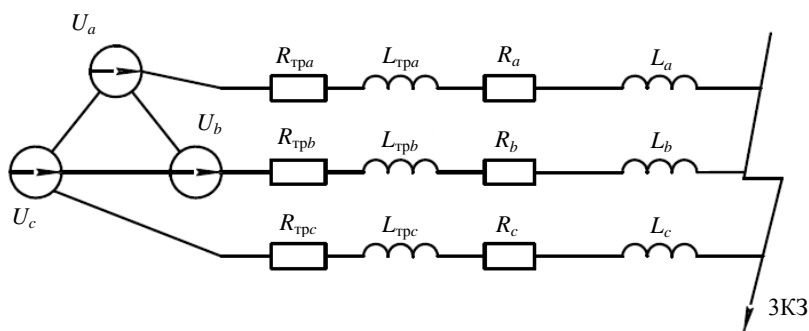 U_a
R_трa L_трa R_a L_a
U_b
R_трb L_трb R_b L_b
U_c
R_трc L_трc R_c L_c
3КЗ